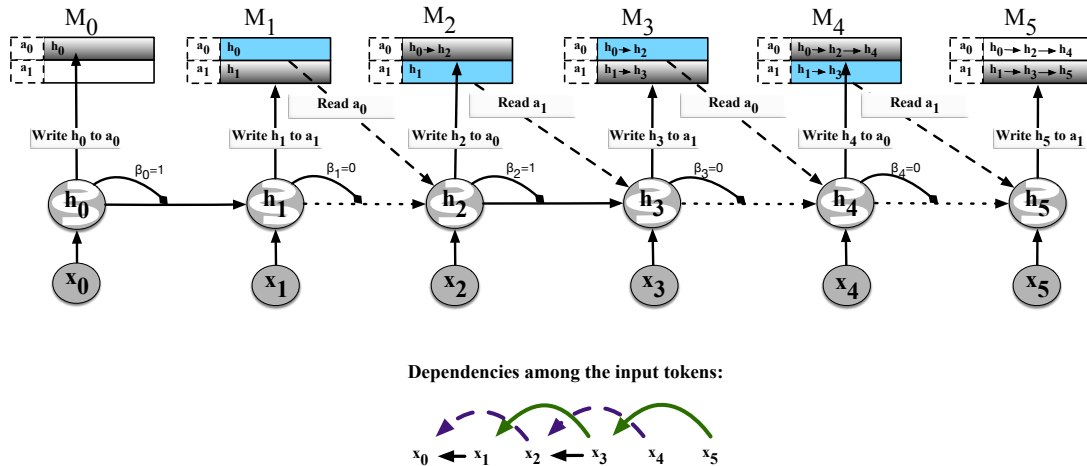 M0 M1 M2 M3 M4 M5
a0 h0 a0 h0 a0 h0→h2 a0 h0→h2 a0 h0→h2→h4 a0 h0→h2→h4
a1 a1 h1 a1 h1 a1 h1→h3 a1 h1→h3 a1 h1→h3→h5
Read a0 Read a1 Read a0 Read a1
Write h0 to a0 Write h1 to a1 Write h2 to a0 Write h3 to a1 Write h4 to a0 Write h5 to a1
β0=1 β1=0 β2=1 β3=0 β4=0
h0 h1 h2 h3 h4 h5
x0 x1 x2 x3 x4 x5
Dependencies among the input tokens:
x0 x1 x2 x3 x4 x5